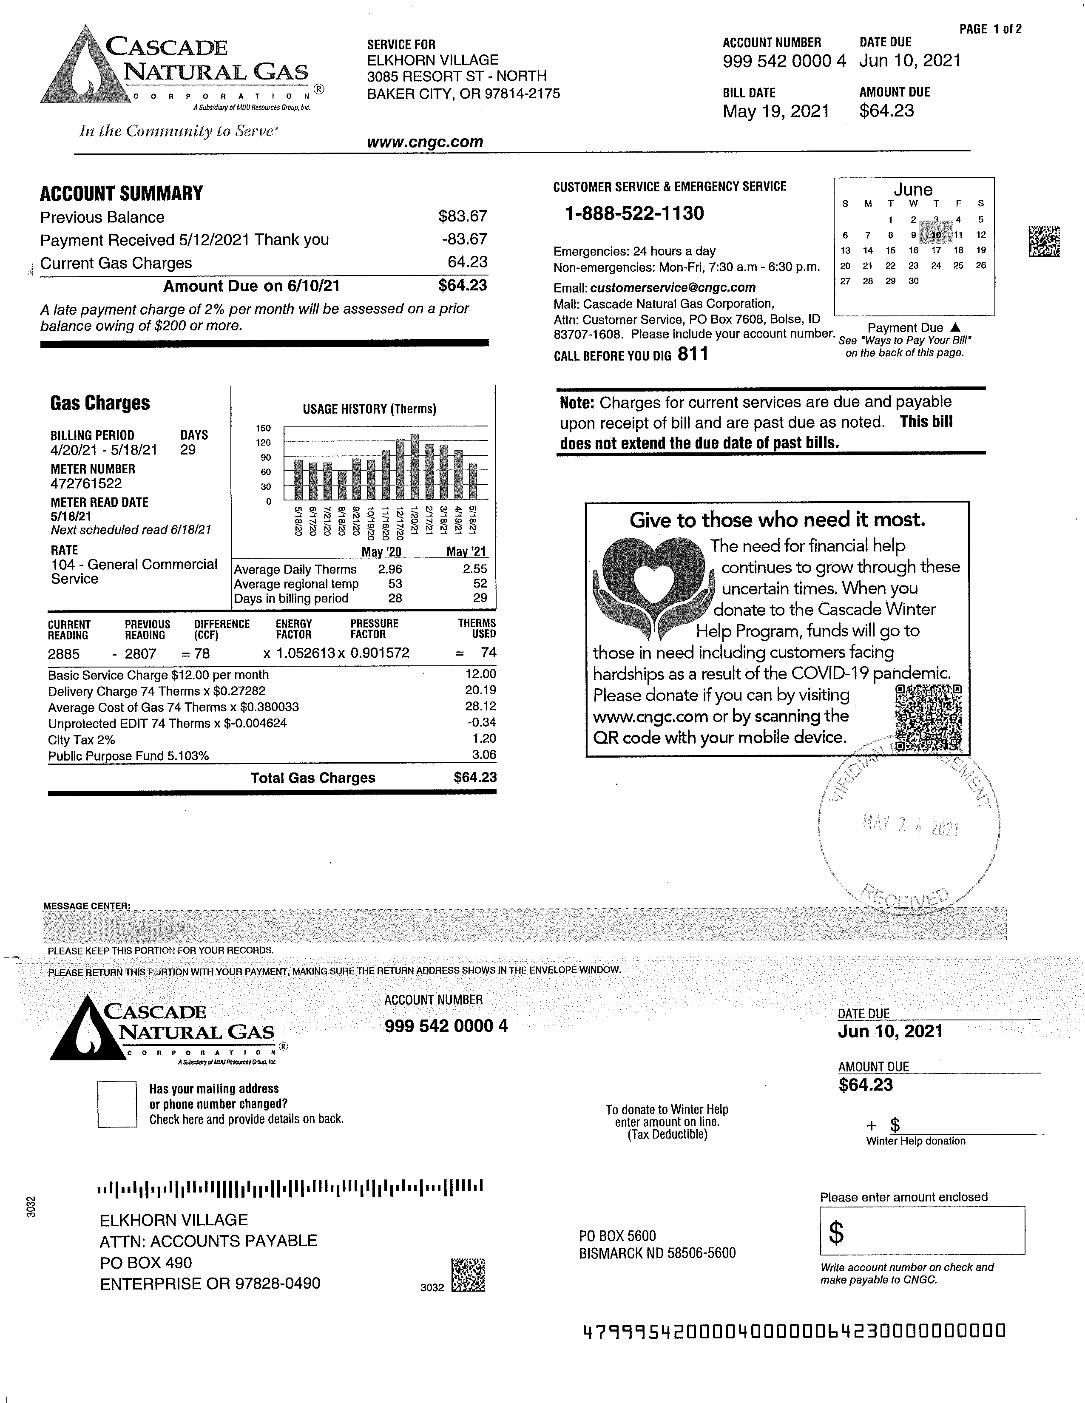 PAGE 1 of 2
CASCADE
NATURAL GAS
CORPORATION ®
A Subsidiary of MDU Resources Group, Inc.
In the Community to Serve®
SERVICE FOR
ELKHORN VILLAGE
3085 RESORT ST - NORTH
BAKER CITY, OR 97814-2175
www.cngc.com
ACCOUNT NUMBER DATE DUE
999 542 0000 4 Jun 10, 2021
BILL DATE AMOUNT DUE
May 19, 2021 $64.23
ACCOUNT SUMMARY
Previous Balance $83.67
Payment Received 5/12/2021 Thank you -83.67
Current Gas Charges 64.23
Amount Due on 6/10/21 $64.23
A late payment charge of 2% per month will be assessed on a prior
balance owing of $200 or more.
CUSTOMER SERVICE & EMERGENCY SERVICE
1-888-522-1130
Emergencies: 24 hours a day
Non-emergencies: Mon-Fri, 7:30 a.m - 6:30 p.m.
Email: customerservice@cngc.com
Mail: Cascade Natural Gas Corporation,
Attn: Customer Service, PO Box 7608, Boise, ID
83707-1608. Please include your account number.
CALL BEFORE YOU DIG 811
June
S M T W T F S
1 2 3 4 5
6 7 8 9 10 11 12
13 14 15 16 17 18 19
20 21 22 23 24 25 26
27 28 29 30
Payment Due ▲
See "Ways to Pay Your Bill"
on the back of this page.
Gas Charges
BILLING PERIOD DAYS
4/20/21 - 5/18/21 29
METER NUMBER
472761522
METER READ DATE
5/18/21
Next scheduled read 6/18/21
RATE
104 - General Commercial
Service
USAGE HISTORY (Therms)
150
120
90
60
30
0
5/18/20 6/17/20 7/21/20 8/18/20 9/21/20 10/19/20 11/18/20 12/17/20 1/20/21 2/17/21 3/18/21 4/19/21 5/18/21
May '20 May '21
Average Daily Therms 2.96 2.55
Average regional temp 53 52
Days in billing period 28 29
CURRENT PREVIOUS DIFFERENCE ENERGY PRESSURE THERMS
READING READING (CCF) FACTOR FACTOR USED
2885 - 2807 = 78 x 1.052613 x 0.901572 = 74
Basic Service Charge $12.00 per month 12.00
Delivery Charge 74 Therms x $0.27282 20.19
Average Cost of Gas 74 Therms x $0.380033 28.12
Unprotected EDIT 74 Therms x $-0.004624 -0.34
City Tax 2% 1.20
Public Purpose Fund 5.103% 3.06
Total Gas Charges $64.23
Note: Charges for current services are due and payable
upon receipt of bill and are past due as noted. This bill
does not extend the due date of past bills.
Give to those who need it most.
The need for financial help
continues to grow through these
uncertain times. When you
donate to the Cascade Winter
Help Program, funds will go to
those in need including customers facing
hardships as a result of the COVID-19 pandemic.
Please donate if you can by visiting
www.cngc.com or by scanning the
QR code with your mobile device.
VIRIDIAN MANAGEMENT
MAY 24 2021
RECEIVED
MESSAGE CENTER:
PLEASE KEEP THIS PORTION FOR YOUR RECORDS.
PLEASE RETURN THIS PORTION WITH YOUR PAYMENT, MAKING SURE THE RETURN ADDRESS SHOWS IN THE ENVELOPE WINDOW.
CASCADE
NATURAL GAS
CORPORATION ®
A Subsidiary of MDU Resources Group, Inc.
ACCOUNT NUMBER
999 542 0000 4
DATE DUE
Jun 10, 2021
AMOUNT DUE
$64.23
Has your mailing address
or phone number changed?
Check here and provide details on back.
To donate to Winter Help
enter amount on line.
(Tax Deductible)
+ $
Winter Help donation
3032
ELKHORN VILLAGE
ATTN: ACCOUNTS PAYABLE
PO BOX 490
ENTERPRISE OR 97828-0490
3032
PO BOX 5600
BISMARCK ND 58506-5600
Please enter amount enclosed
$
Write account number on check and
make payable to CNGC.
4799954200004000000064230000000000